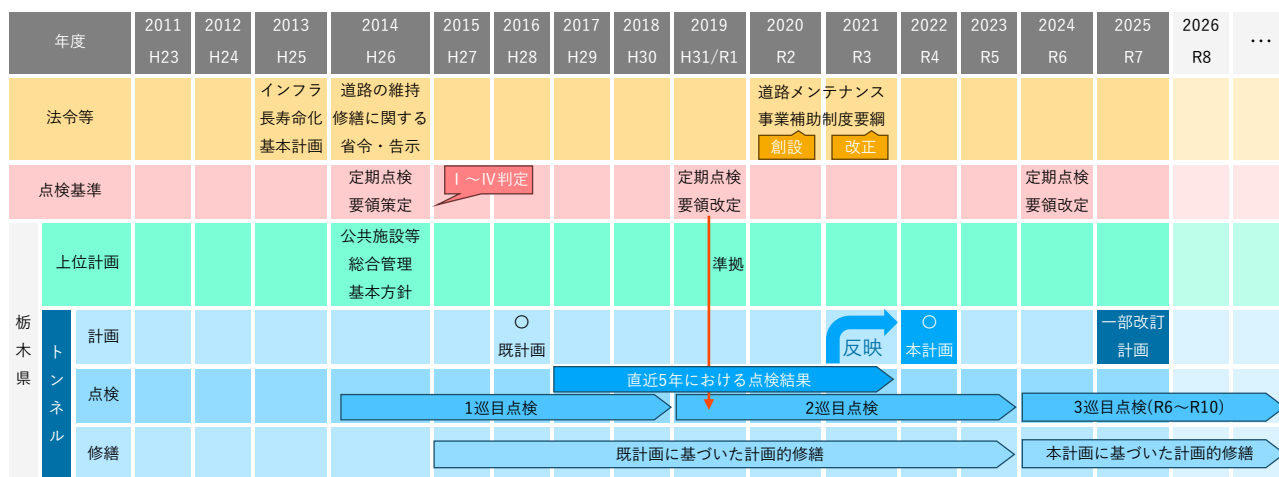 年度
2011 2012 2013 2014 2015 2016 2017 2018 2019 2020 2021 2022 2023 2024 2025 2026 …
H23 H24 H25 H26 H27 H28 H29 H30 H31/R1 R2 R3 R4 R5 R6 R7 R8
法令等
インフラ
長寿命化
基本計画
道路の維持
修繕に関する
省令・告示
道路メンテナンス
事業補助制度要綱
創設 改正
点検基準
定期点検
要領策定
Ⅰ～Ⅳ判定
定期点検
要領改定
定期点検
要領改定
栃木県
上位計画
公共施設等
総合管理
基本方針
準拠
トンネル
計画
〇
既計画
反映
〇
本計画
一部改訂
計画
点検
直近5年における点検結果
1巡目点検 2巡目点検 3巡目点検(R6～R10)
修繕
既計画に基づいた計画的修繕 本計画に基づいた計画的修繕